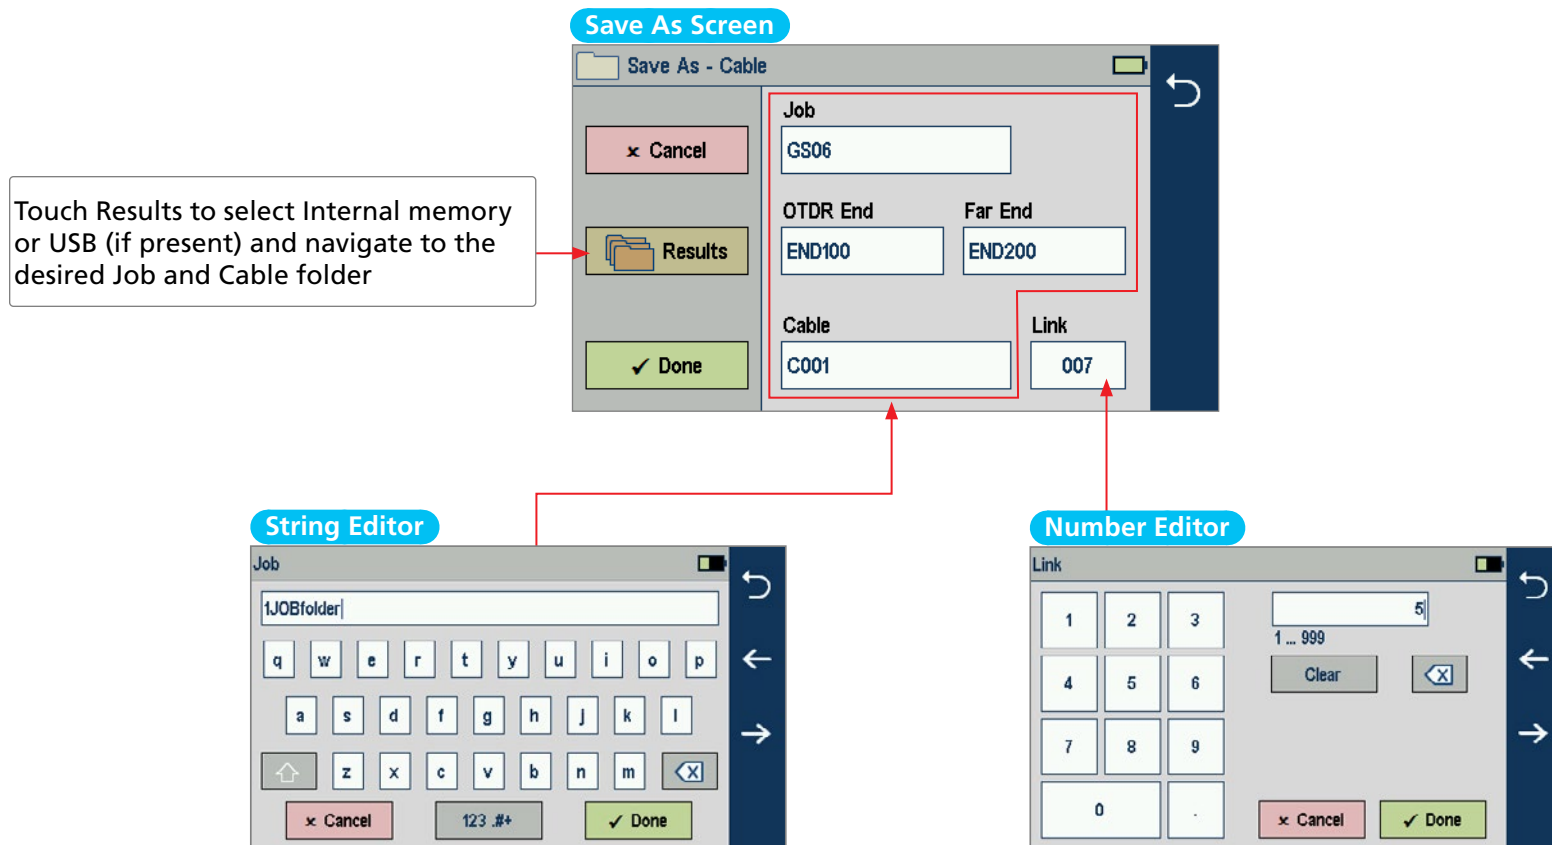 Save As Screen
Save As - Cable
Job
× Cancel
GS06
Touch Results to select Internal memory
or USB (if present) and navigate to the
desired Job and Cable folder
OTDR End Far End
Results
END100 END200
Cable Link
✓ Done
C001 007
String Editor
Job
1JOBfolder
q w e r t y u i o p
a s d f g h j k l
z x c v b n m
× Cancel 123 .#+ ✓ Done
Number Editor
Link
5
1 ... 999
1 2 3
Clear
4 5 6
7 8 9
0 .
× Cancel ✓ Done